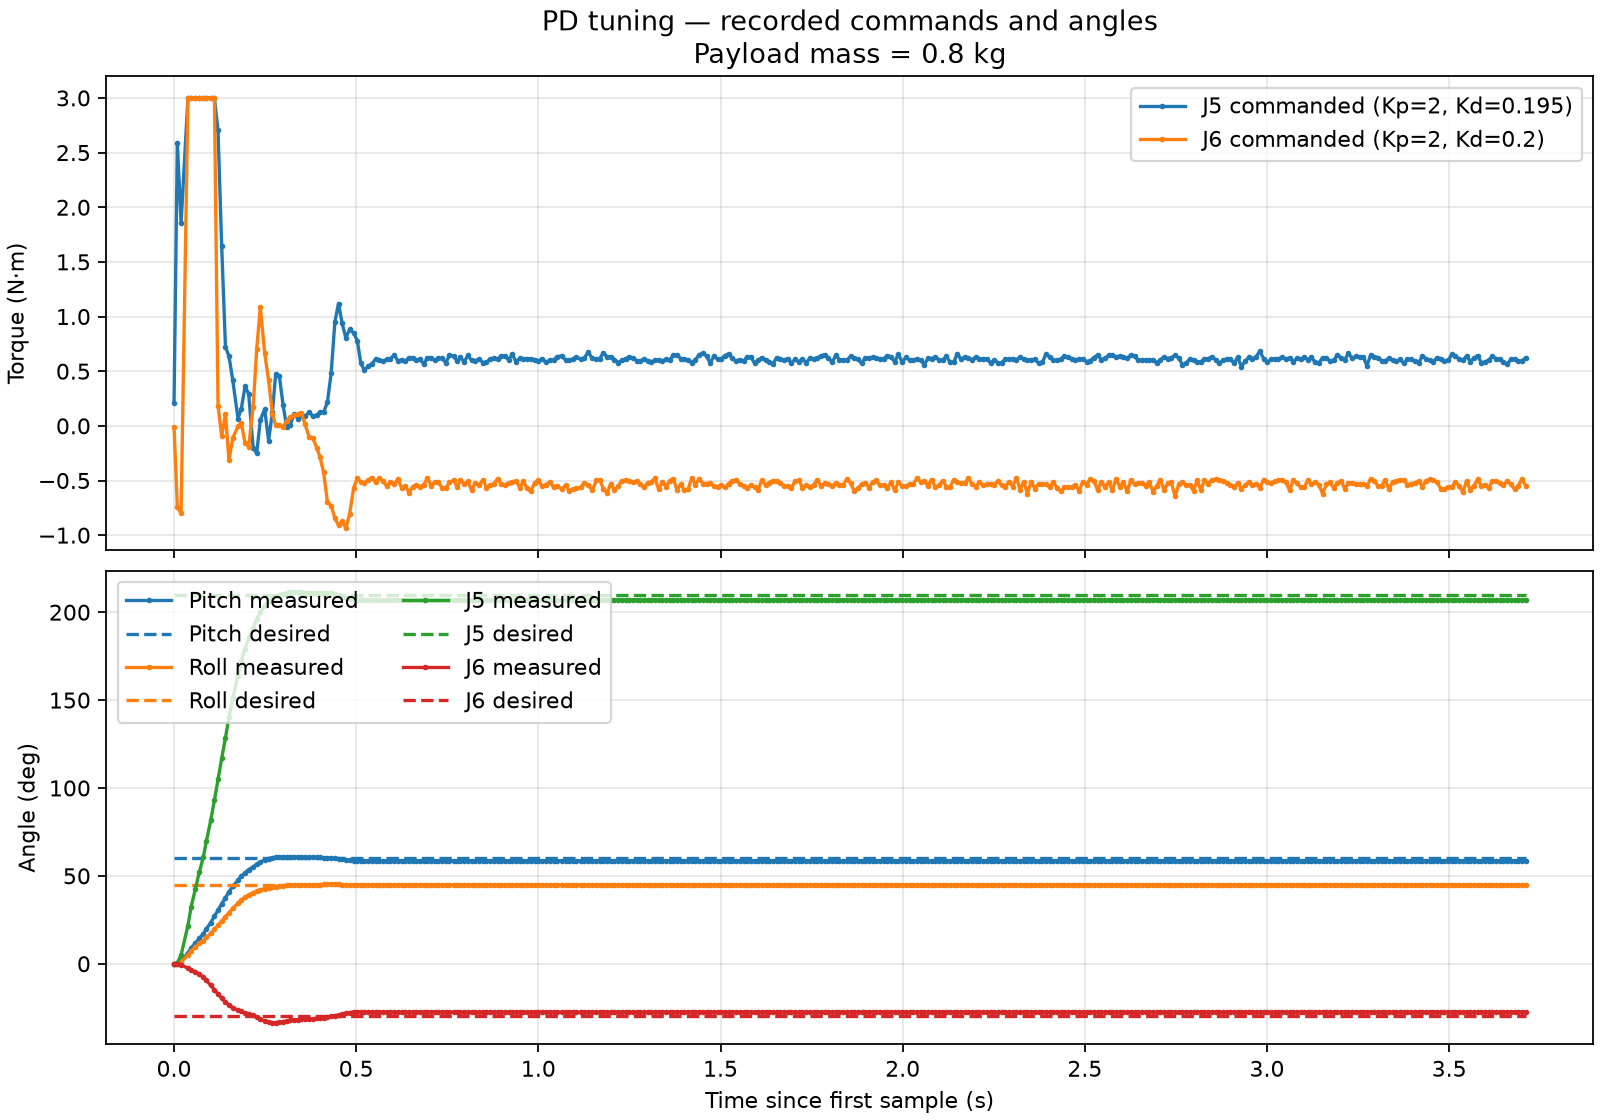 PD tuning — recorded commands and angles
Payload mass = 0.8 kg
Torque (N·m)
3.0
2.5
2.0
1.5
1.0
0.5
0.0
−0.5
−1.0
J5 commanded (Kp=2, Kd=0.195)
J6 commanded (Kp=2, Kd=0.2)
Angle (deg)
200
150
100
50
0
Pitch measured
Pitch desired
Roll measured
Roll desired
J5 measured
J5 desired
J6 measured
J6 desired
0.0 0.5 1.0 1.5 2.0 2.5 3.0 3.5
Time since first sample (s)